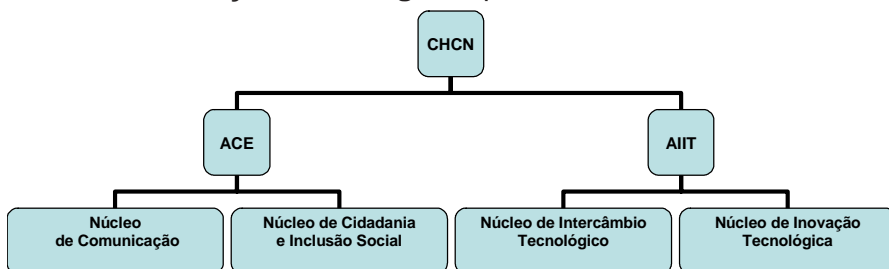 CHCN
ACE
AIIT
Núcleo
de Comunicação
Núcleo de Cidadania
e Inclusão Social
Núcleo de Intercâmbio
Tecnológico
Núcleo de Inovação
Tecnológica